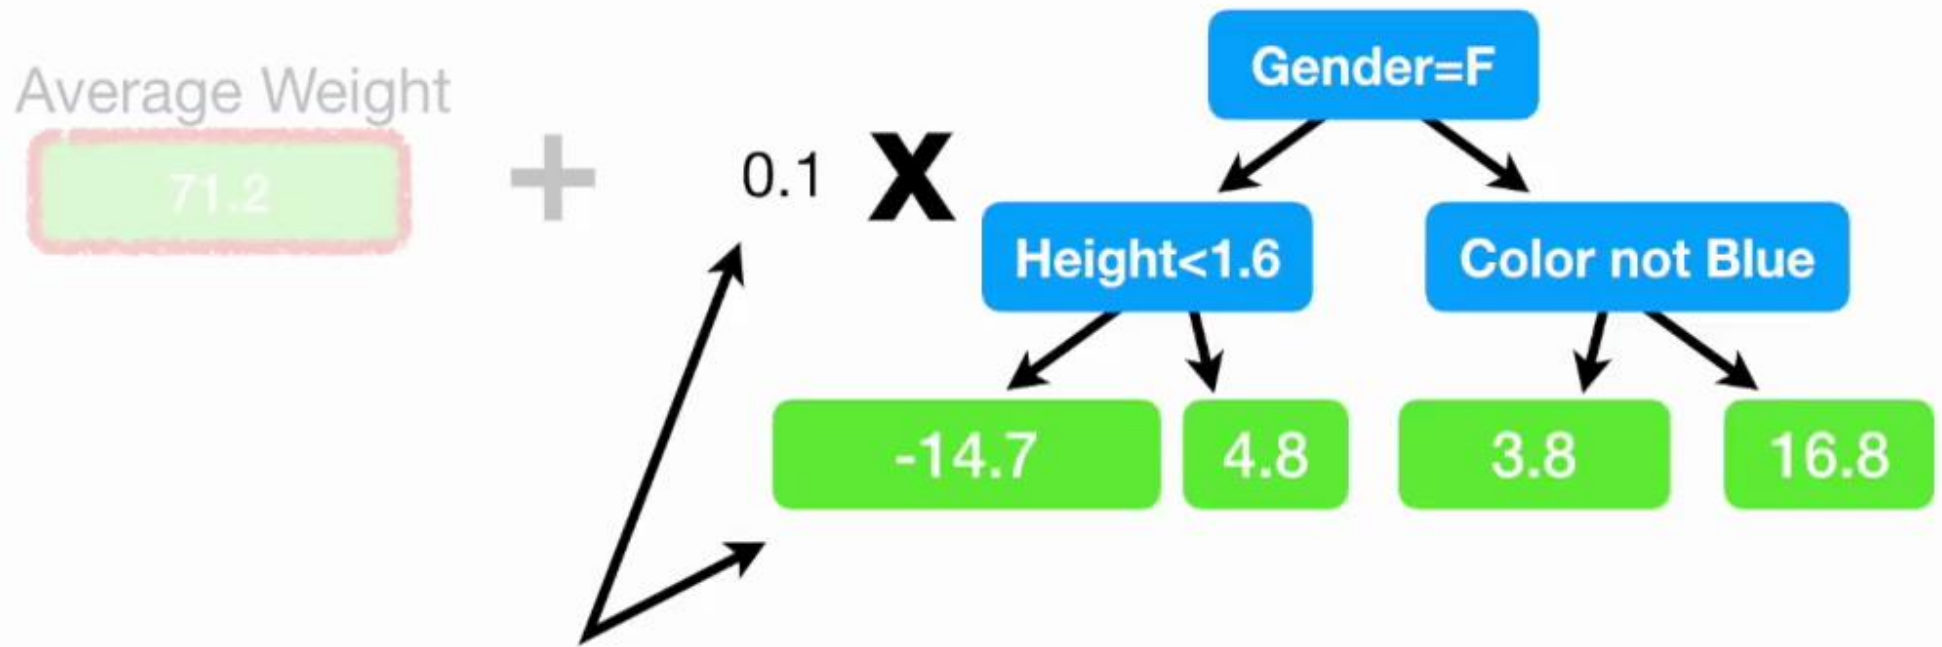 Average Weight
71.2
+
0.1
X
Gender=F
Height<1.6
Color not Blue
-14.7
4.8
3.8
16.8